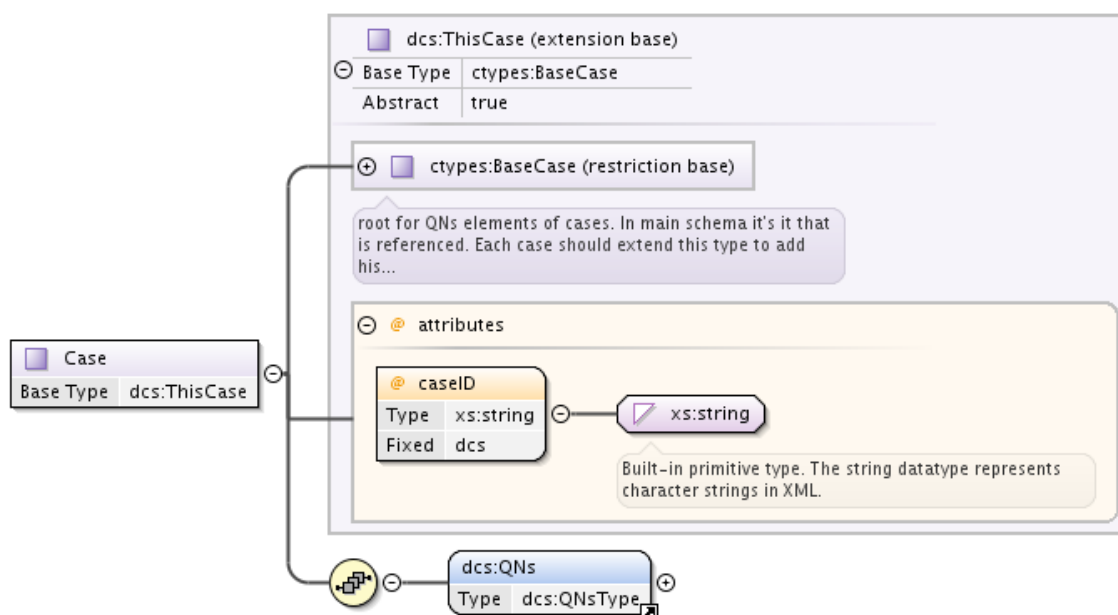 dcs:ThisCase (extension base)
Base Type ctypes:BaseCase
Abstract true
ctypes:BaseCase (restriction base)
root for QNs elements of cases. In main schema it's it that
is referenced. Each case should extend this type to add
his...
@ attributes
Case
Base Type dcs:ThisCase
@ caseID
Type xs:string
Fixed dcs
xs:string
Built-in primitive type. The string datatype represents
character strings in XML.
dcs:QNs
Type dcs:QNsType